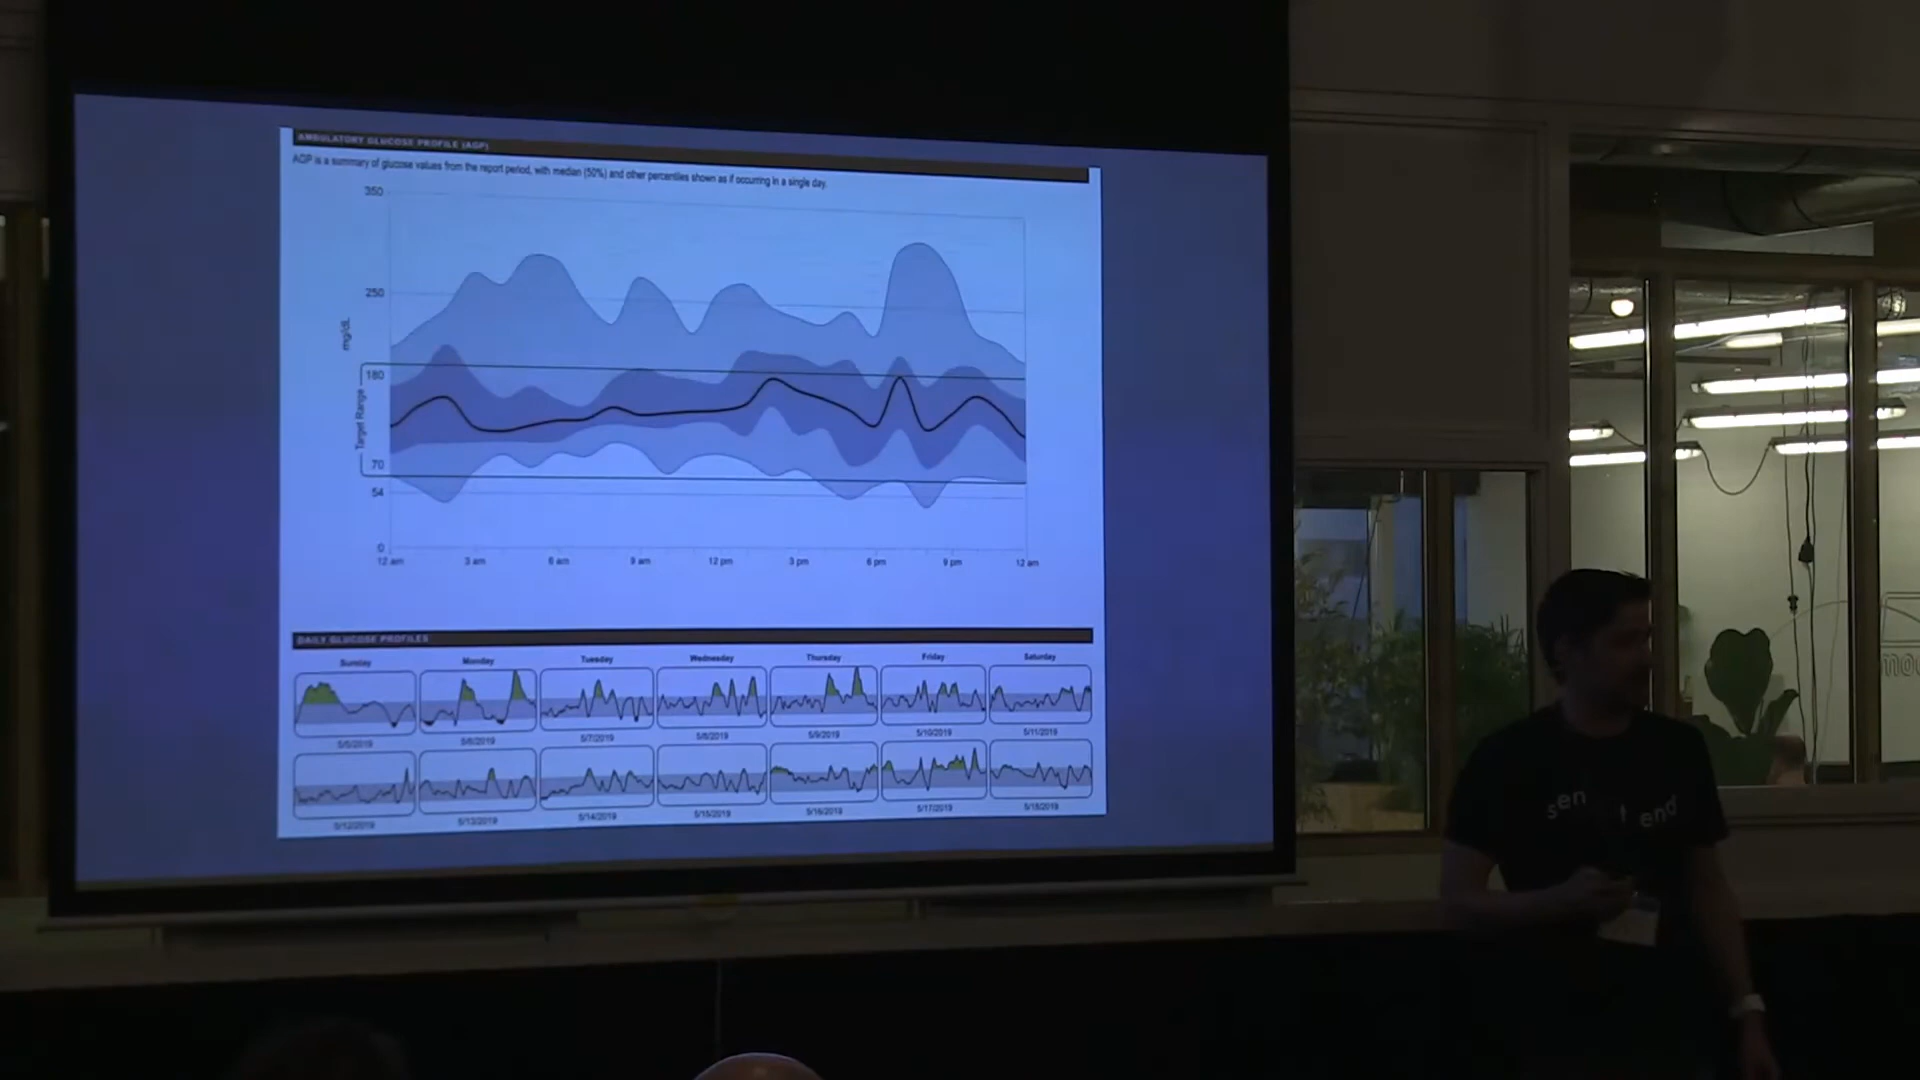 AMBULATORY GLUCOSE PROFILE (AGP)
AGP is a summary of glucose values from the report period, with median (50%) and other percentiles shown as if occurring in a single day.
350
250
mg/dL
180
Target Range
70
54
0
12 am 3 am 6 am 9 am 12 pm 3 pm 6 pm 9 pm 12 am
DAILY GLUCOSE PROFILES
Sunday Monday Tuesday Wednesday Thursday Friday Saturday
5/5/2019 5/6/2019 5/7/2019 5/8/2019 5/9/2019 5/10/2019 5/11/2019
5/12/2019 5/13/2019 5/14/2019 5/15/2019 5/16/2019 5/17/2019 5/18/2019
end